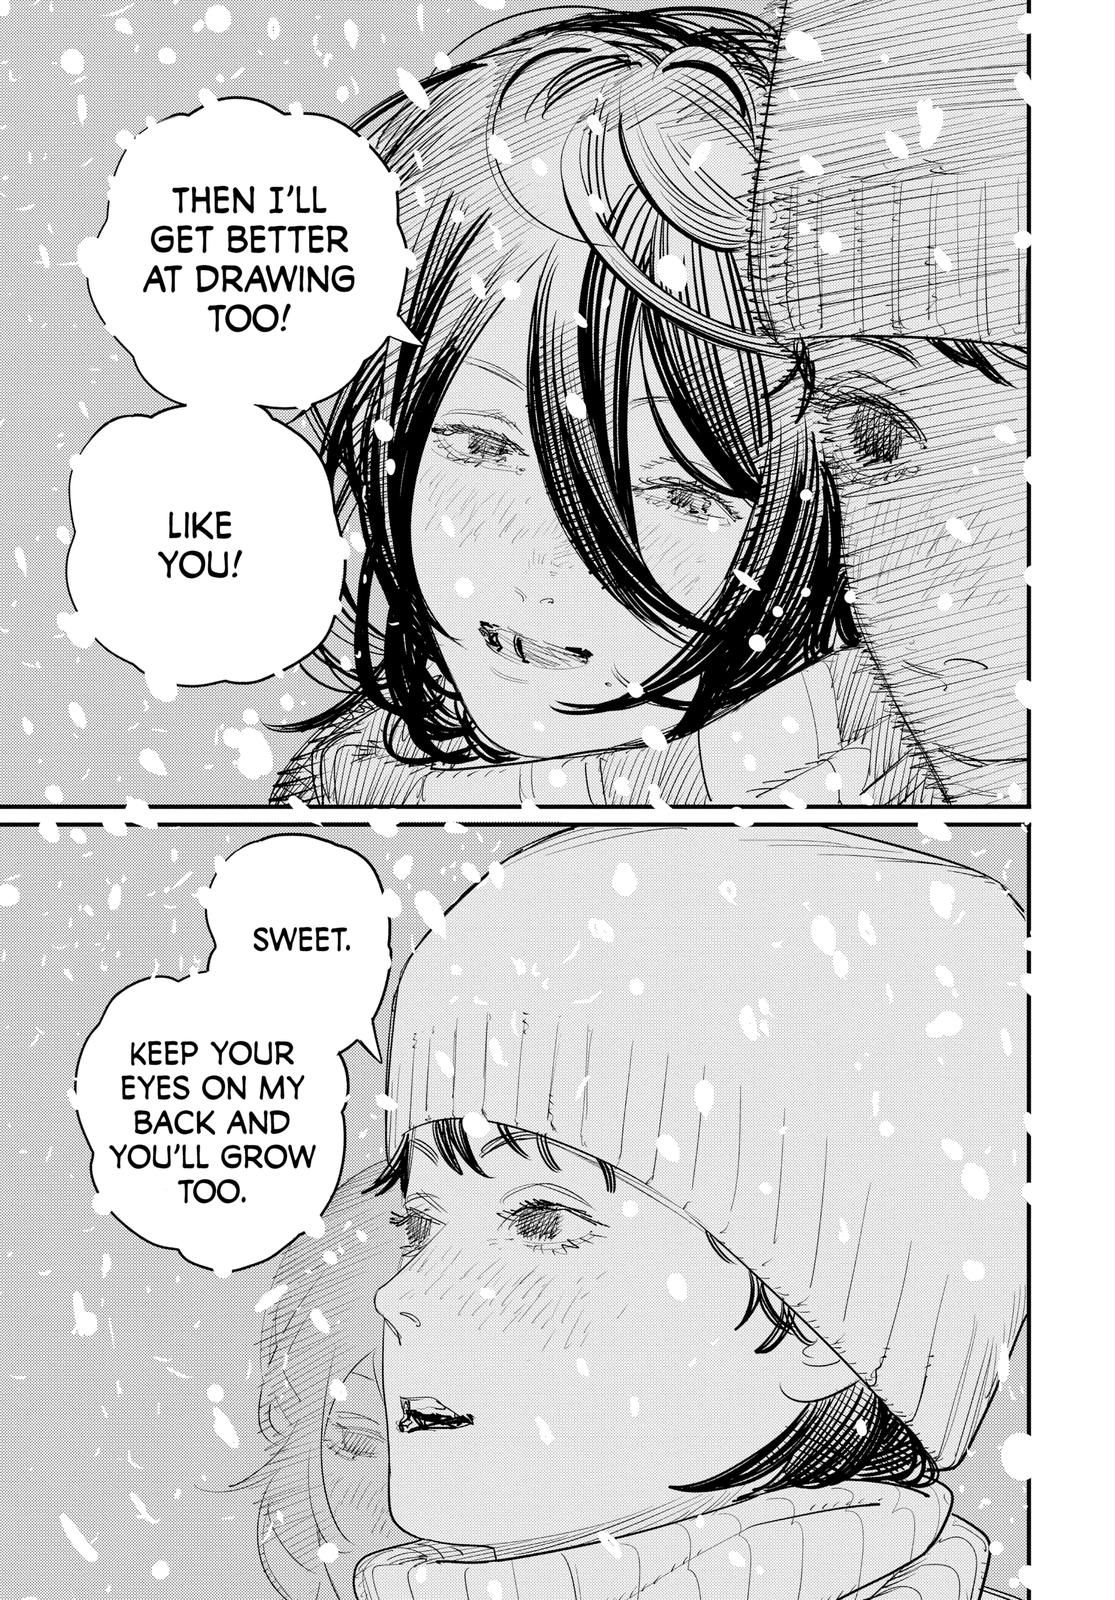 THEN I'LL
GET BETTER
AT DRAWING
TOO!
LIKE
YOU!
SWEET.
KEEP YOUR
EYES ON MY
BACK AND
YOU'LL GROW
TOO.